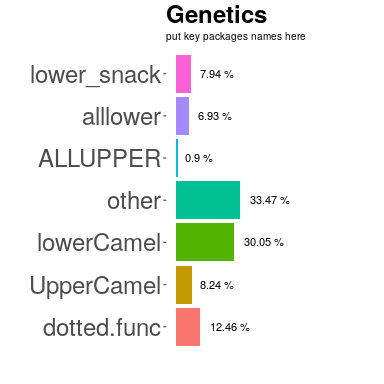 Genetics
put key packages names here
lower_snack
7.94 %
alllower
6.93 %
ALLUPPER
0.9 %
other
33.47 %
lowerCamel
30.05 %
UpperCamel
8.24 %
dotted.func
12.46 %